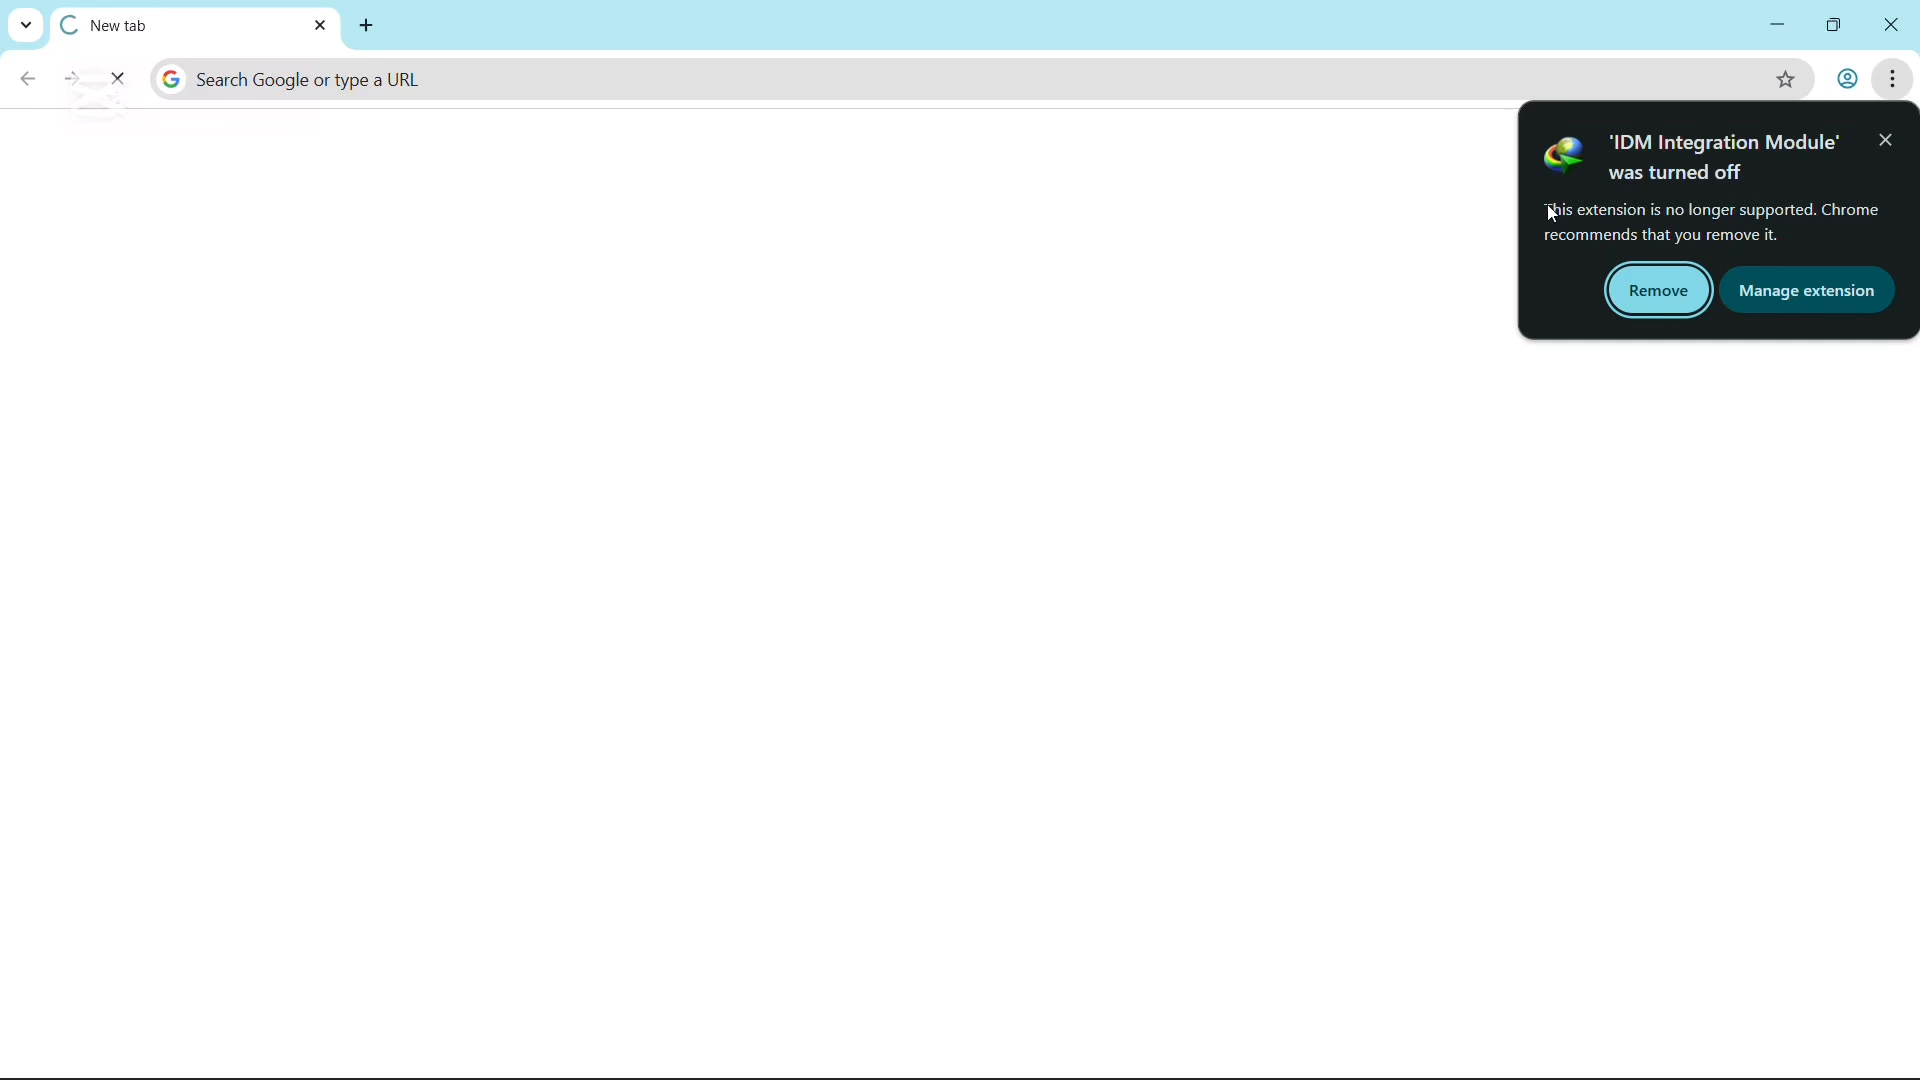 New tab
Search Google or type a URL
'IDM Integration Module'
was turned off
This extension is no longer supported. Chrome
recommends that you remove it.
Remove
Manage extension